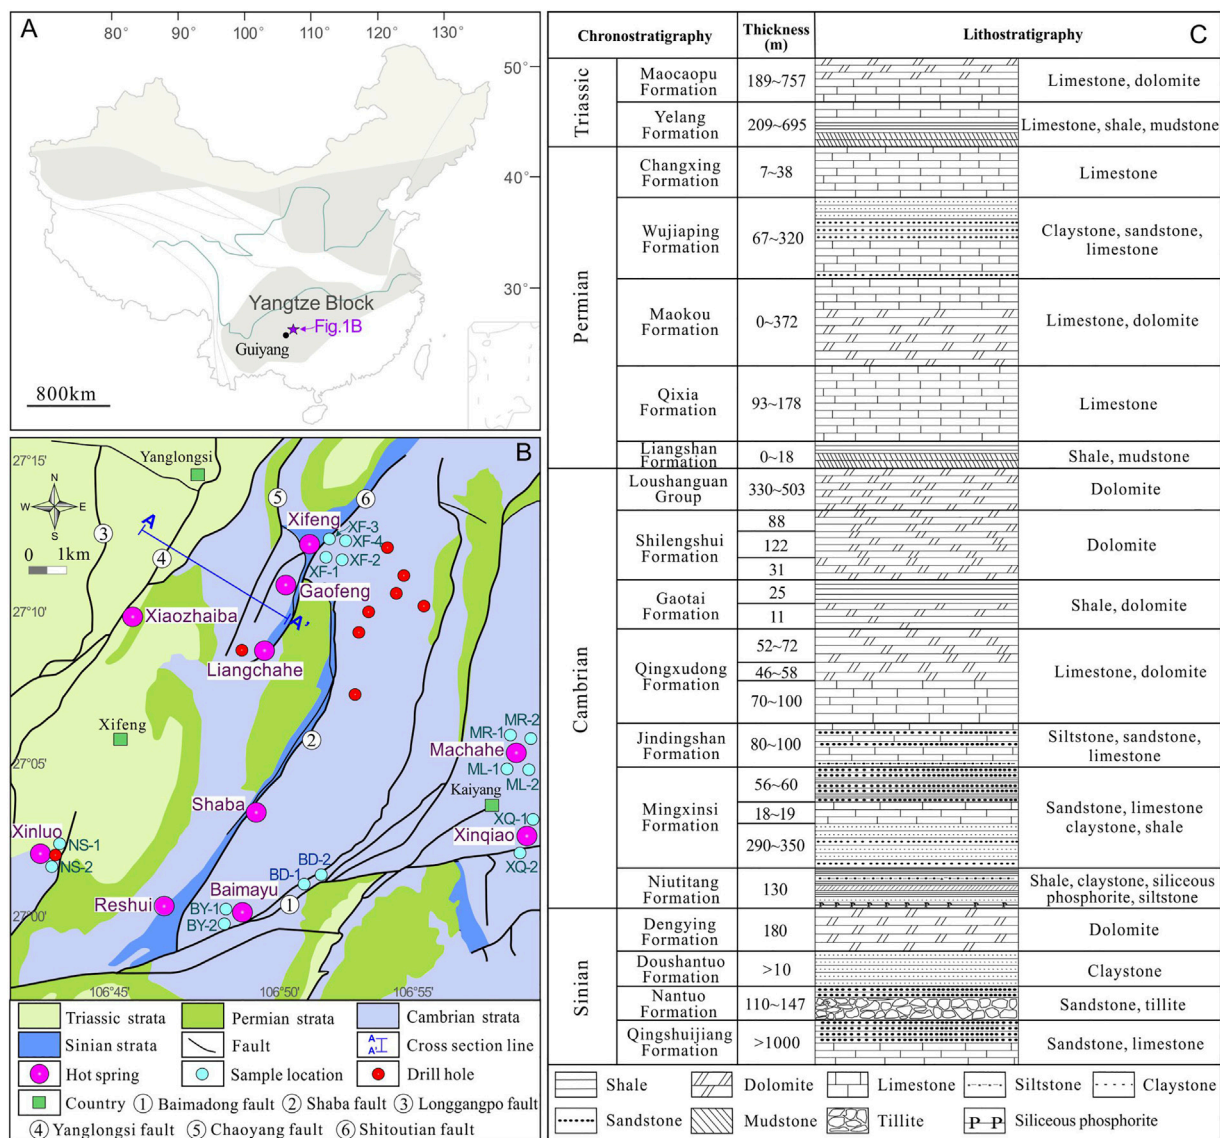 A
80°
90°
100°
110°
120°
130°
50°
40°
30°
Yangtze Block
Fig.1B
Guiyang
800km
B
27°15′
27°10′
27°05′
27°00′
106°45′
106°50′
106°55′
N
W E
S
0 1km
Yanglongsi
A
A'
3
4
5
6
2
1
Xifeng
XF-3
XF-4
XF-2
XF-1
Gaofeng
Xiaozhaiba
Liangchahe
Xifeng
MR-2
MR-1
Machahe
ML-1
ML-2
Kaiyang
XQ-1
Xinqiao
XQ-2
Shaba
Xinluo
NS-1
NS-2
BD-2
BD-1
Baimayu
Reshui
BY-1
BY-2
Triassic strata
Permian strata
Cambrian strata
Sinian strata
Fault
A
A'
Cross section line
Hot spring
Sample location
Drill hole
Country
1 Baimadong fault
2 Shaba fault
3 Longgangpo fault
4 Yanglongsi fault
5 Chaoyang fault
6 Shitoutian fault
C
Chronostratigraphy
Thickness
(m)
Lithostratigraphy
Triassic
Maocaopu
Formation
189~757
Limestone, dolomite
Yelang
Formation
209~695
Limestone, shale, mudstone
Permian
Changxing
Formation
7~38
Limestone
Wujiaping
Formation
67~320
Claystone, sandstone,
limestone
Maokou
Formation
0~372
Limestone, dolomite
Qixia
Formation
93~178
Limestone
Liangshan
Formation
0~18
Shale, mudstone
Cambrian
Loushanguan
Group
330~503
Dolomite
Shilengshui
Formation
88
122
31
Dolomite
Gaotai
Formation
25
11
Shale, dolomite
Qingxudong
Formation
52~72
46~58
70~100
Limestone, dolomite
Jindingshan
Formation
80~100
Siltstone, sandstone,
limestone
Mingxinsi
Formation
56~60
18~19
290~350
Sandstone, limestone
claystone, shale
Niutitang
Formation
130
Shale, claystone, siliceous
phosphorite, siltstone
Sinian
Dengying
Formation
180
Dolomite
Doushantuo
Formation
>10
Claystone
Nantuo
Formation
110~147
Sandstone, tillite
Qingshuijiang
Formation
>1000
Sandstone, limestone
Shale
Dolomite
Limestone
Siltstone
Claystone
Sandstone
Mudstone
Tillite
P P
Siliceous phosphorite